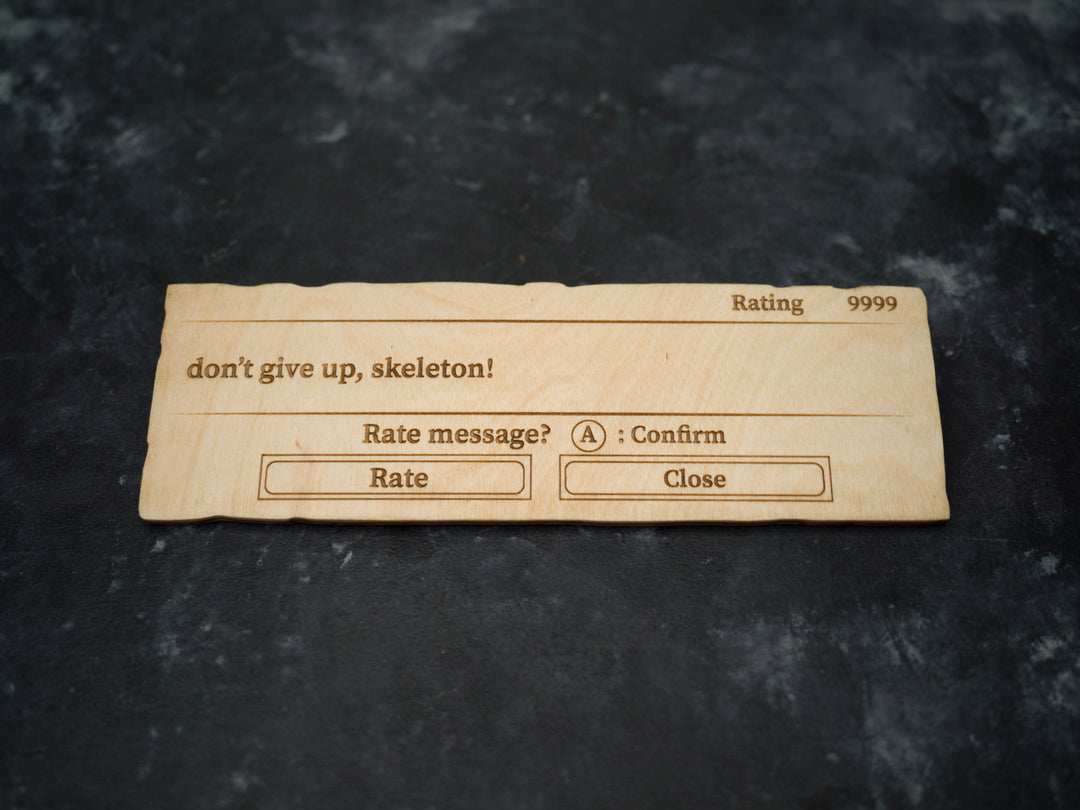 Rating 9999
don't give up, skeleton!
Rate message? Ⓐ : Confirm
Rate Close